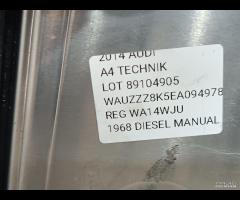 2014 AUDI
A4 TECHNIK
LOT 89104905
WAUZZZ8K5EA094978
REG WA14WJU
1968 DIESEL MANUAL